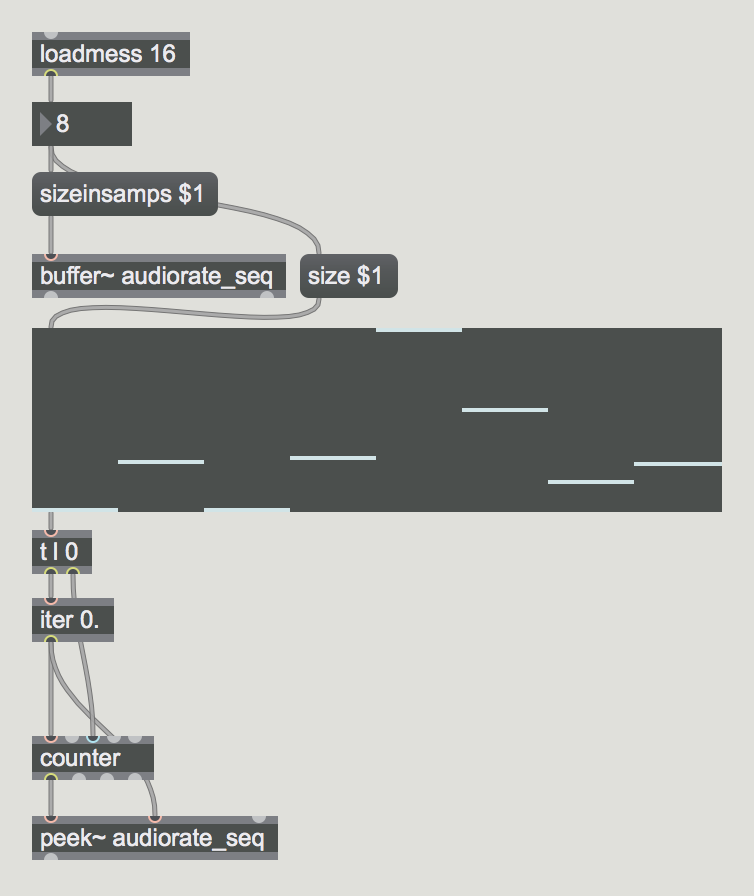 loadmess 16
8
sizeinsamps $1
buffer~ audiorate_seq
size $1
t l 0
iter 0.
counter
peek~ audiorate_seq